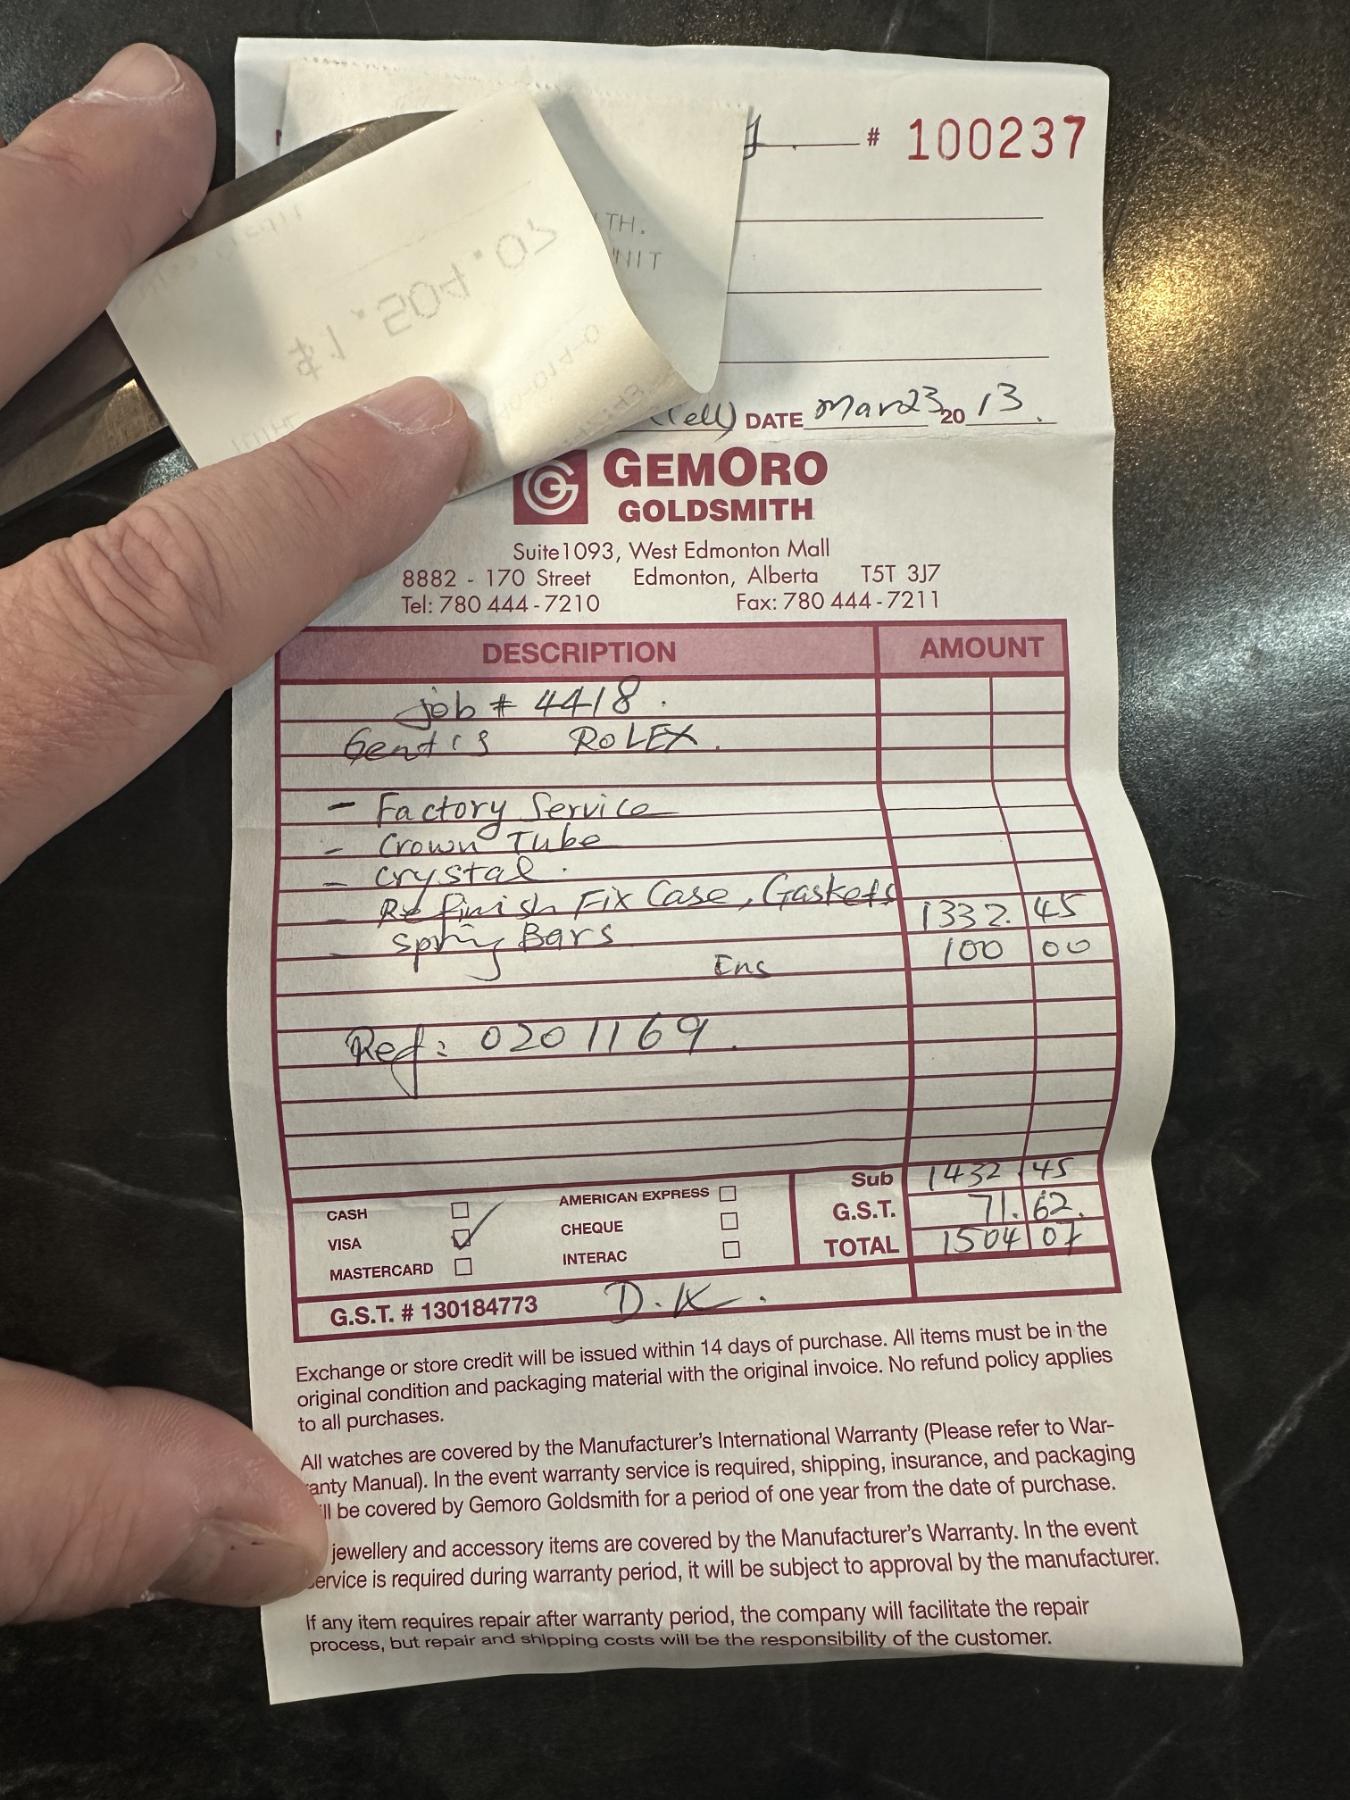 # 100237
TH.
$1,504.07
(Cell) DATE Mar 23 20 13.
GEMORO
GOLDSMITH
Suite1093, West Edmonton Mall
8882 - 170 Street Edmonton, Alberta T5T 3J7
Tel: 780 444-7210 Fax: 780 444-7211
DESCRIPTION AMOUNT
job # 4418.
Gent's ROLEX.
- Factory Service
- Crown Tube
- Crystal.
- Refinish Fix Case, Gaskets 1332. 45
- Spring Bars 100 00
Ins
Ref: 0201169.
Sub 1432 45
G.S.T. 71. 62.
TOTAL 1504 07
CASH AMERICAN EXPRESS
VISA ✓ CHEQUE
MASTERCARD INTERAC
G.S.T. # 130184773 D.K.
Exchange or store credit will be issued within 14 days of purchase. All items must be in the
original condition and packaging material with the original invoice. No refund policy applies
to all purchases.
All watches are covered by the Manufacturer's International Warranty (Please refer to War-
anty Manual). In the event warranty service is required, shipping, insurance, and packaging
ll be covered by Gemoro Goldsmith for a period of one year from the date of purchase.
jewellery and accessory items are covered by the Manufacturer's Warranty. In the event
service is required during warranty period, it will be subject to approval by the manufacturer.
If any item requires repair after warranty period, the company will facilitate the repair
process, but repair and shipping costs will be the responsibility of the customer.